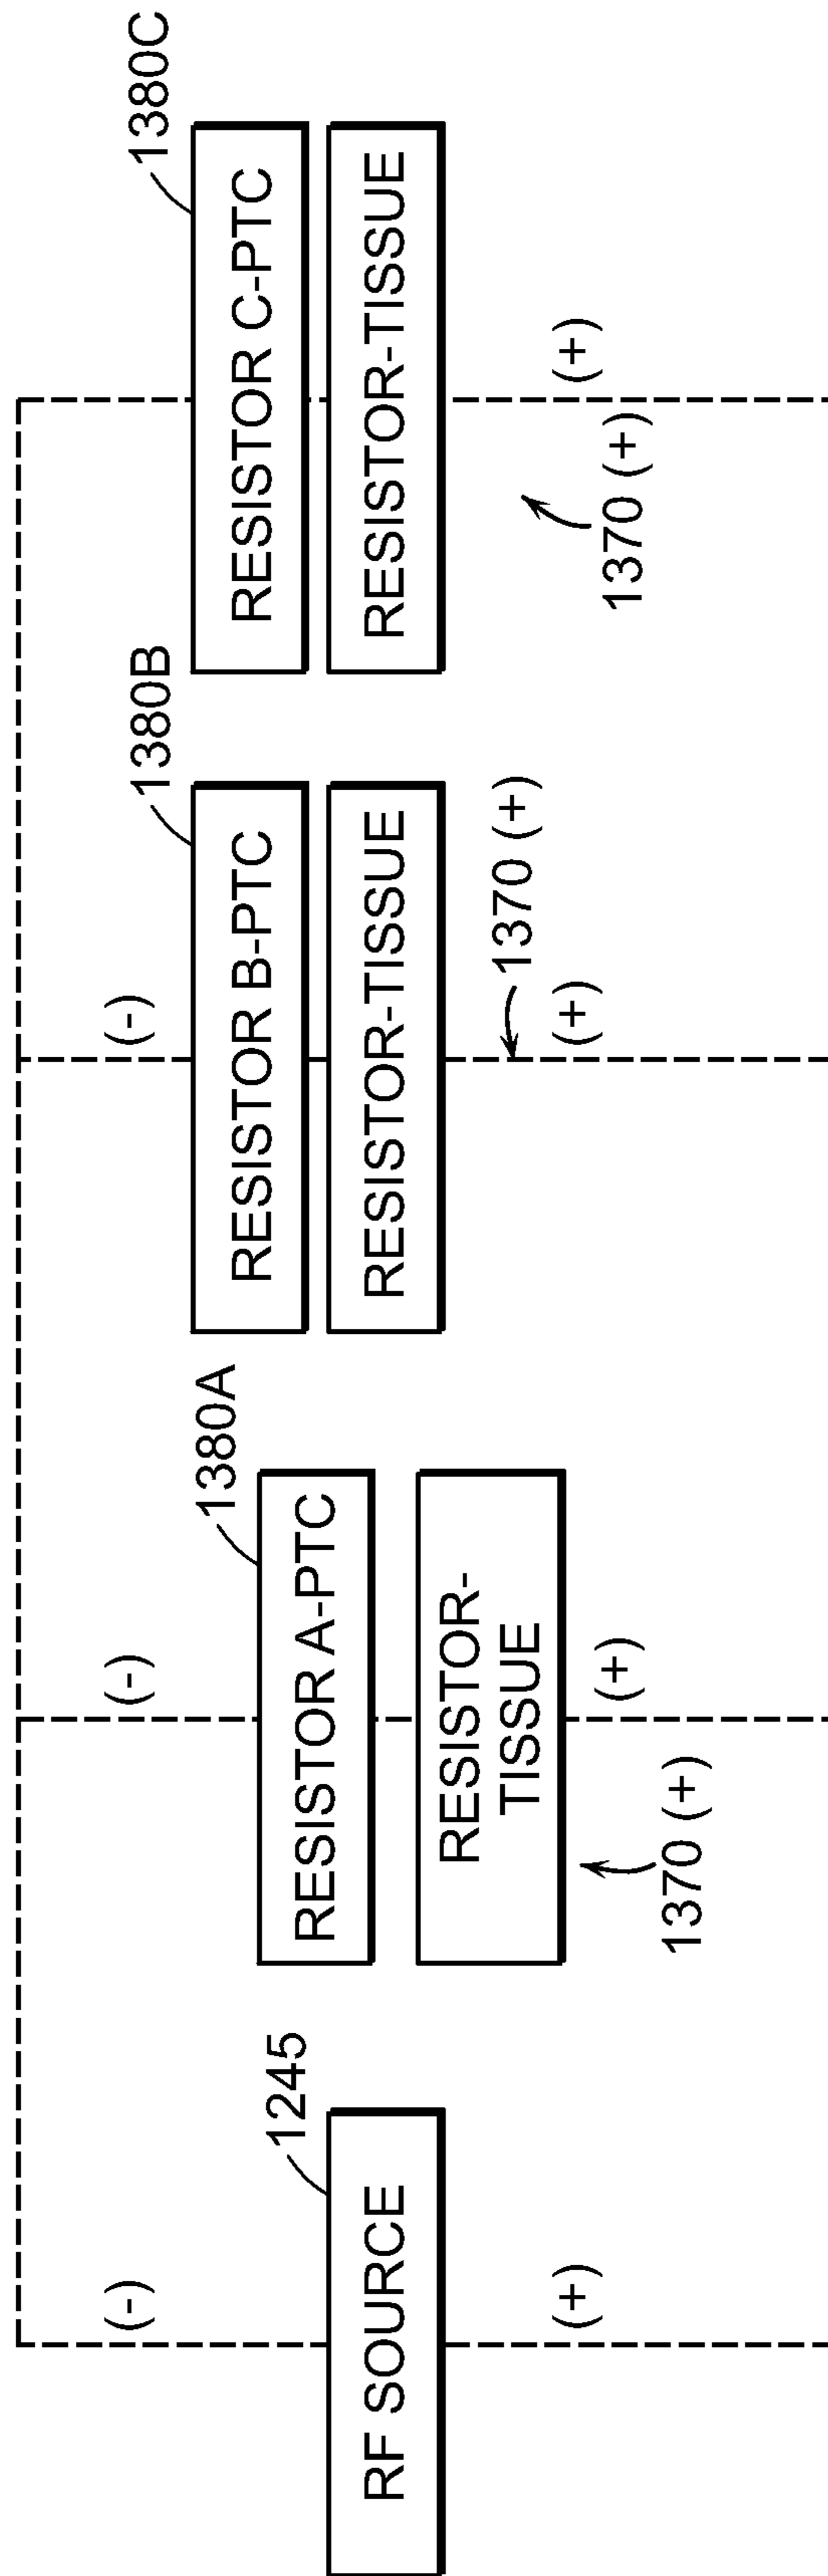 (-)
1245
RF SOURCE
(+)
(-)
1380A
RESISTOR A-PTC
RESISTOR-
TISSUE
(+)
1370 (+)
(-)
1380B
RESISTOR B-PTC
RESISTOR-TISSUE
1370 (+)
(+)
1380C
RESISTOR C-PTC
RESISTOR-TISSUE
(+)
1370 (+)